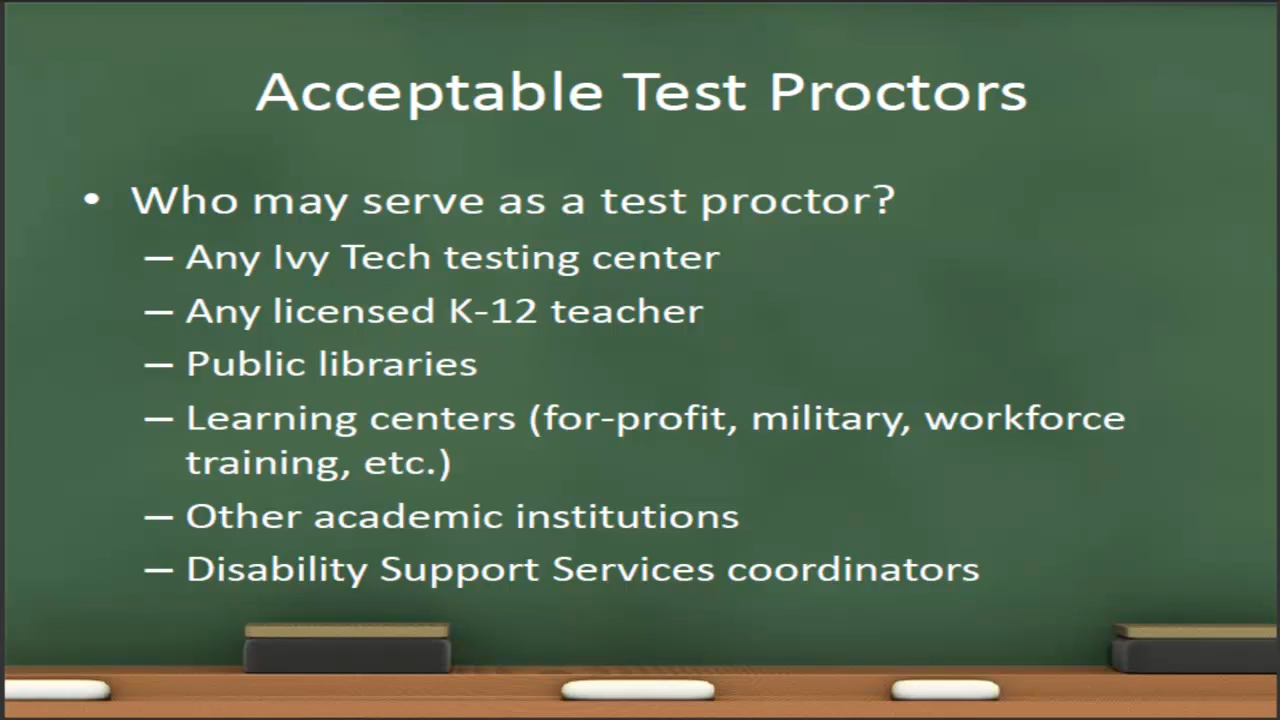 Acceptable Test Proctors
• Who may serve as a test proctor?
– Any Ivy Tech testing center
– Any licensed K-12 teacher
– Public libraries
– Learning centers (for-profit, military, workforce
training, etc.)
– Other academic institutions
– Disability Support Services coordinators